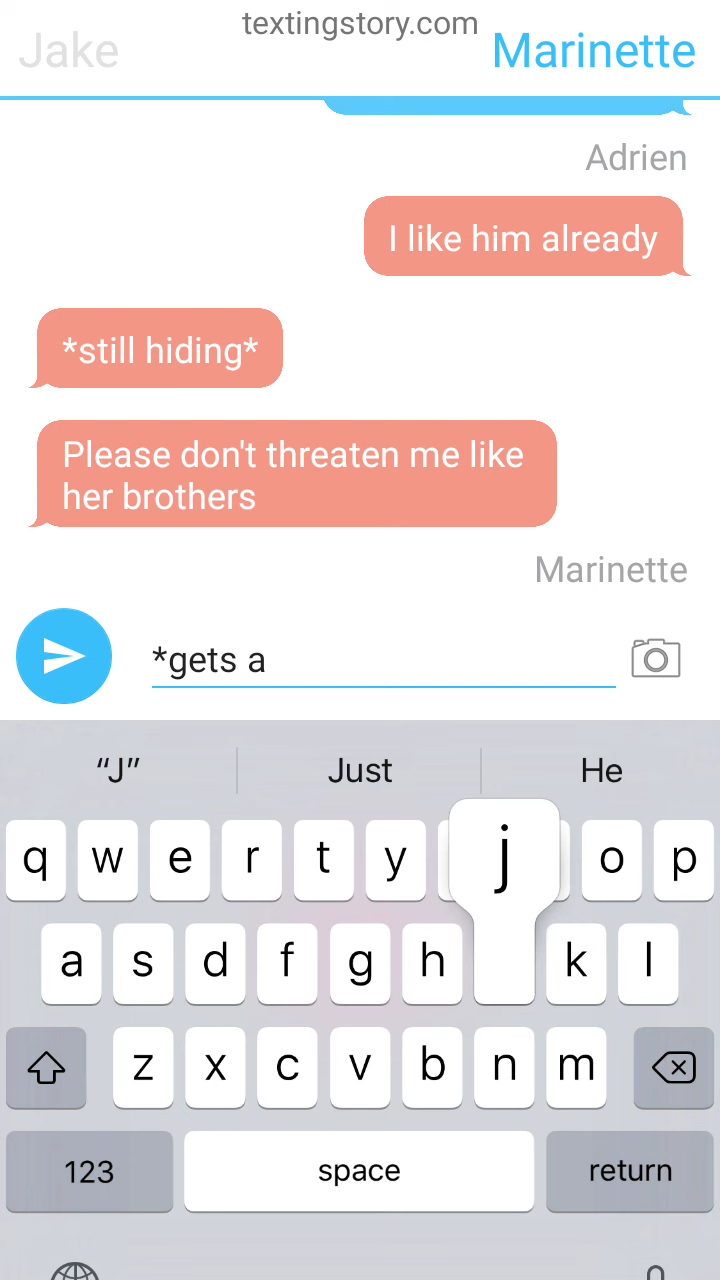 textingstory.com
Jake
Marinette
Adrien
I like him already
*still hiding*
Please don't threaten me like
her brothers
Marinette
*gets a
“J”
Just
He
q w e r t y j o p
a s d f g h k l
z x c v b n m
123
space
return